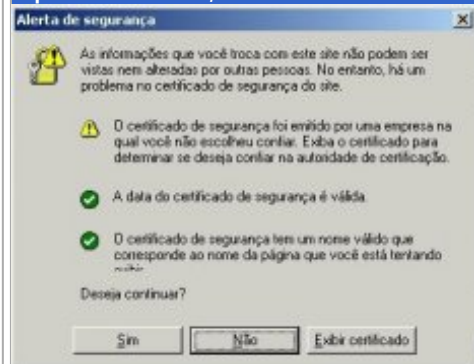 Alerta de segurança
As informações que você troca com este site não podem ser
vistas nem alteradas por outras pessoas. No entanto, há um
problema no certificado de segurança do site.
O certificado de segurança foi emitido por uma empresa na
qual você não escolheu confiar. Exiba o certificado para
determinar se deseja confiar na autoridade de certificação.
A data do certificado de segurança é válida.
O certificado de segurança tem um nome válido que
corresponde ao nome da página que você está tentando
Deseja continuar?
Sim Não Exibir certificado